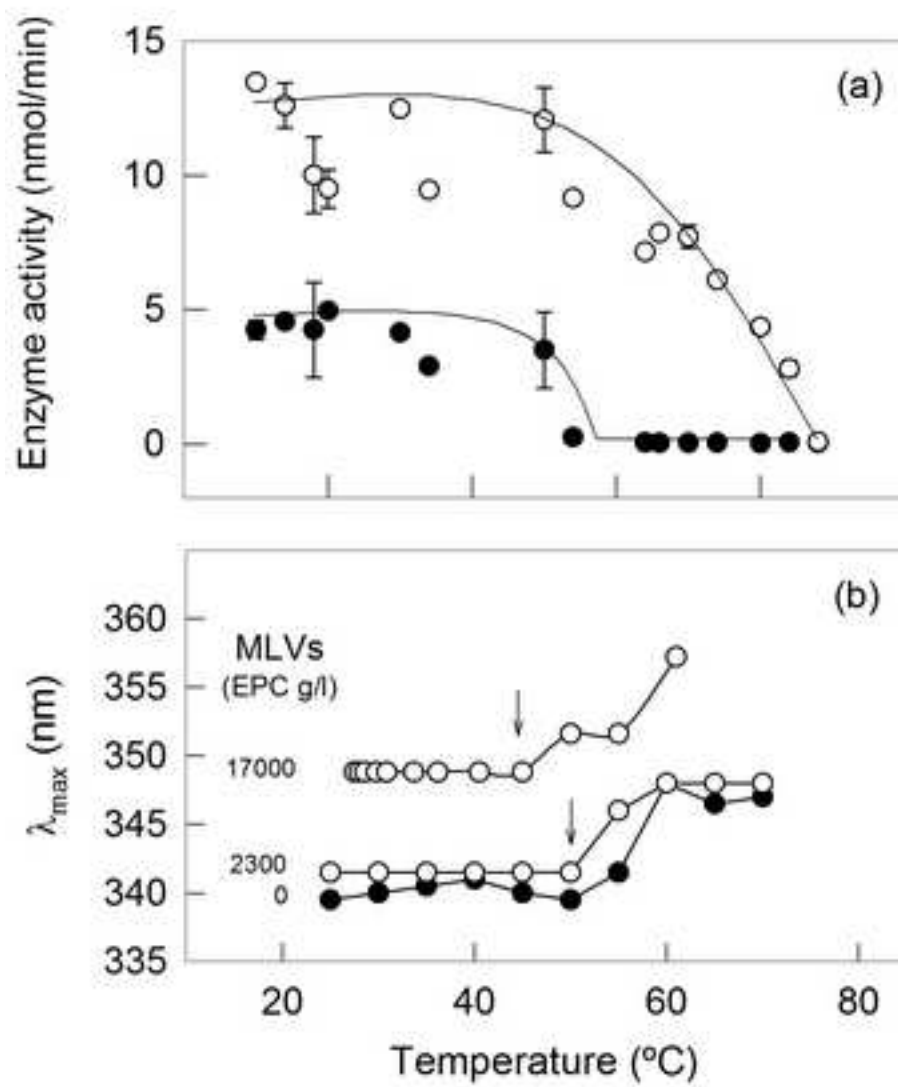 15
(a)
10
5
0
Enzyme activity (nmol/min)
(b)
360
355
350
345
340
335
λmax (nm)
MLVs
(EPC g/l)
17000
2300
0
20 40 60 80
Temperature (ºC)